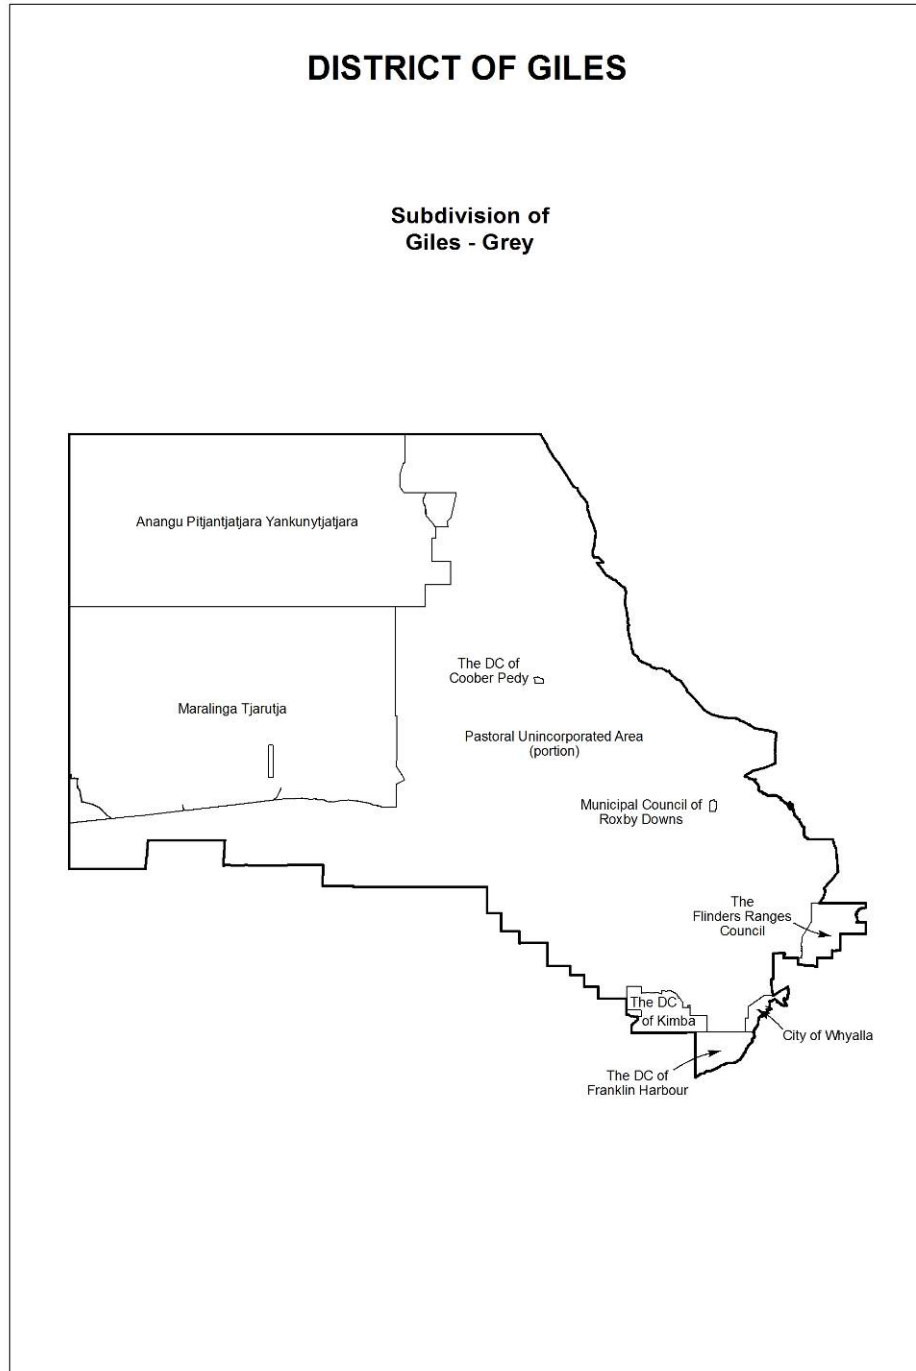 DISTRICT OF GILES
Subdivision of
Giles - Grey
Anangu Pitjantjatjara Yankunytjatjara
The DC of
Coober Pedy
Maralinga Tjarutja
Pastoral Unincorporated Area
(portion)
Municipal Council of
Roxby Downs
The
Flinders Ranges
Council
The DC
of Kimba
City of Whyalla
The DC of
Franklin Harbour